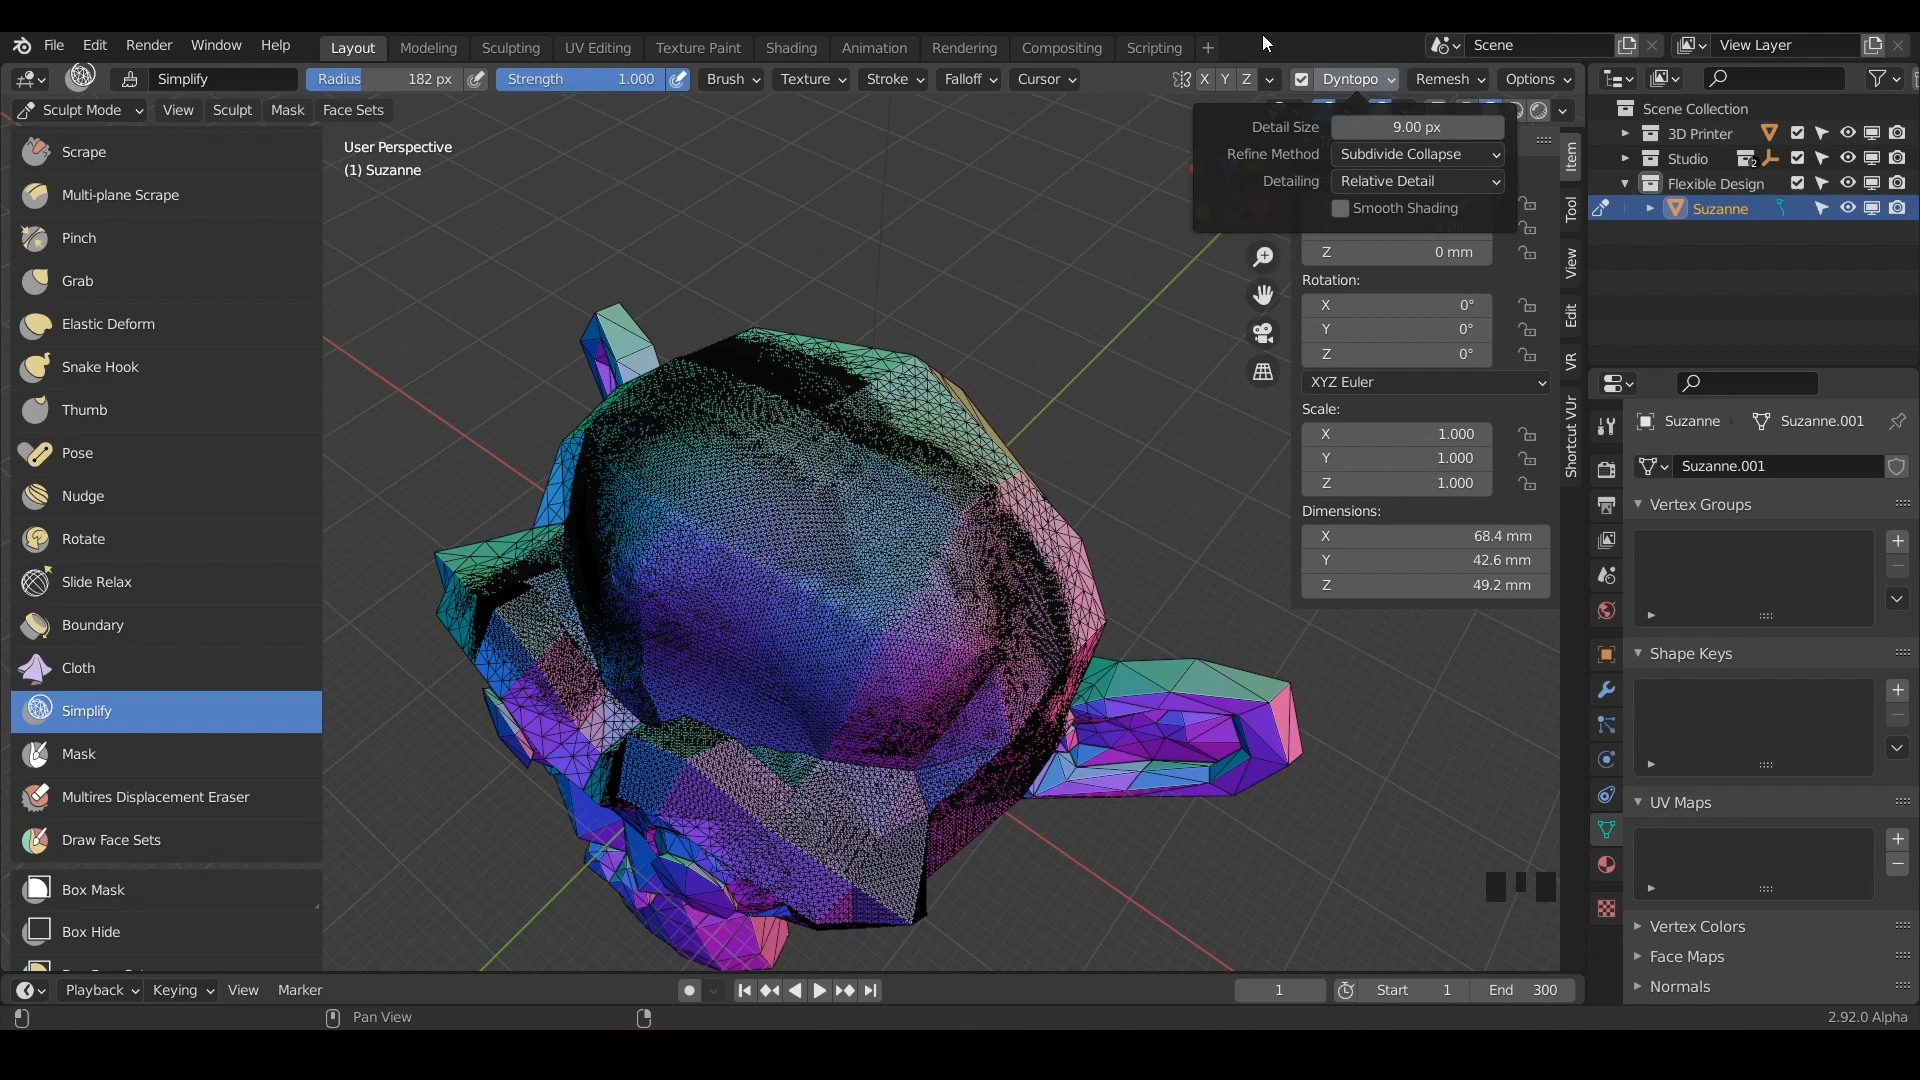 File Edit Render Window Help Layout Modeling Sculpting UV Editing Texture Paint Shading Animation Rendering Compositing Scripting + Scene View Layer
Simplify Radius 182 px Strength 1.000 Brush Texture Stroke Falloff Cursor X Y Z Dyntopo Remesh Options
Sculpt Mode View Sculpt Mask Face Sets
Scrape
Multi-plane Scrape
Pinch
Grab
Elastic Deform
Snake Hook
Thumb
Pose
Nudge
Rotate
Slide Relax
Boundary
Cloth
Simplify
Mask
Multires Displacement Eraser
Draw Face Sets
Box Mask
Box Hide
User Perspective
(1) Suzanne
Detail Size 9.00 px
Refine Method Subdivide Collapse
Detailing Relative Detail
Smooth Shading
Z 0 mm
Rotation:
X 0°
Y 0°
Z 0°
XYZ Euler
Scale:
X 1.000
Y 1.000
Z 1.000
Dimensions:
X 68.4 mm
Y 42.6 mm
Z 49.2 mm
Item
Tool
View
Edit
VR
Shortcut VUr
Scene Collection
3D Printer
Studio 2
Flexible Design
Suzanne
Suzanne Suzanne.001
Suzanne.001
Vertex Groups
Shape Keys
UV Maps
Vertex Colors
Face Maps
Normals
Playback Keying View Marker 1 Start 1 End 300
Pan View 2.92.0 Alpha